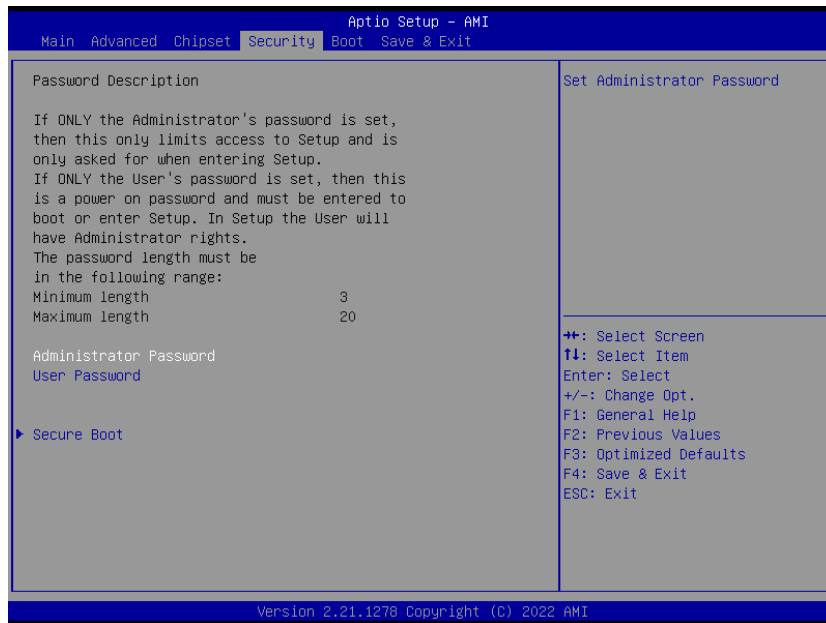 Aptio Setup – AMI
Main Advanced Chipset Security Boot Save & Exit
Password Description
If ONLY the Administrator's password is set,
then this only limits access to Setup and is
only asked for when entering Setup.
If ONLY the User's password is set, then this
is a power on password and must be entered to
boot or enter Setup. In Setup the User will
have Administrator rights.
The password length must be
in the following range:
Minimum length 3
Maximum length 20
Administrator Password
User Password
Secure Boot
Set Administrator Password
→←: Select Screen
↑↓: Select Item
Enter: Select
+/-: Change Opt.
F1: General Help
F2: Previous Values
F3: Optimized Defaults
F4: Save & Exit
ESC: Exit
Version 2.21.1278 Copyright (C) 2022 AMI